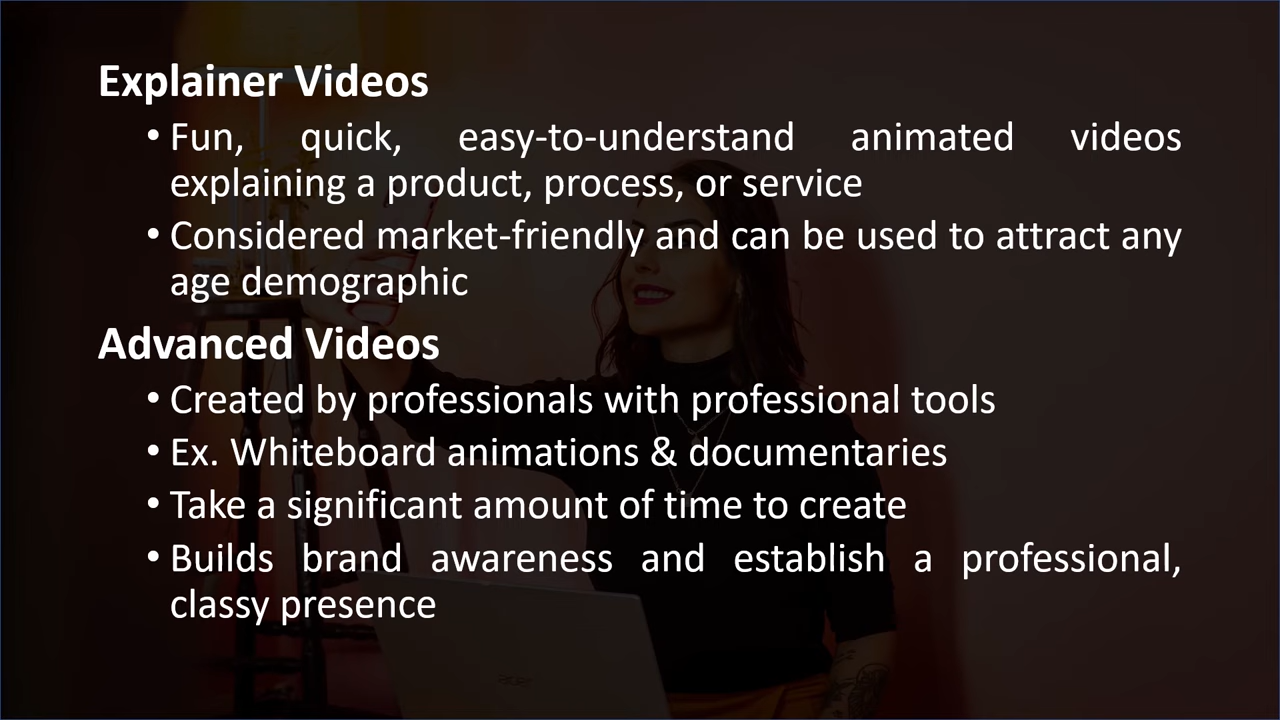 Explainer Videos
• Fun, quick, easy-to-understand animated videos
explaining a product, process, or service
• Considered market-friendly and can be used to attract any
age demographic
Advanced Videos
• Created by professionals with professional tools
• Ex. Whiteboard animations & documentaries
• Take a significant amount of time to create
• Builds brand awareness and establish a professional,
classy presence